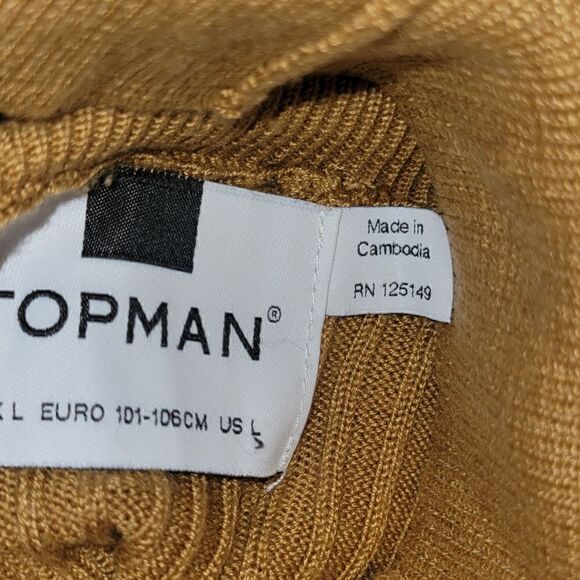 TOPMAN®
L EURO 101-106CM US L
Made in
Cambodia
RN 125149